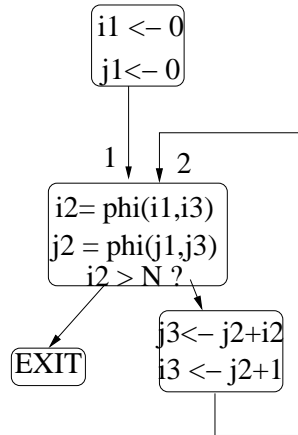 i1 <- 0
j1<- 0
1
2
i2= phi(i1,i3)
j2 = phi(j1,j3)
i2 > N ?
EXIT
j3<- j2+i2
i3 <- j2+1